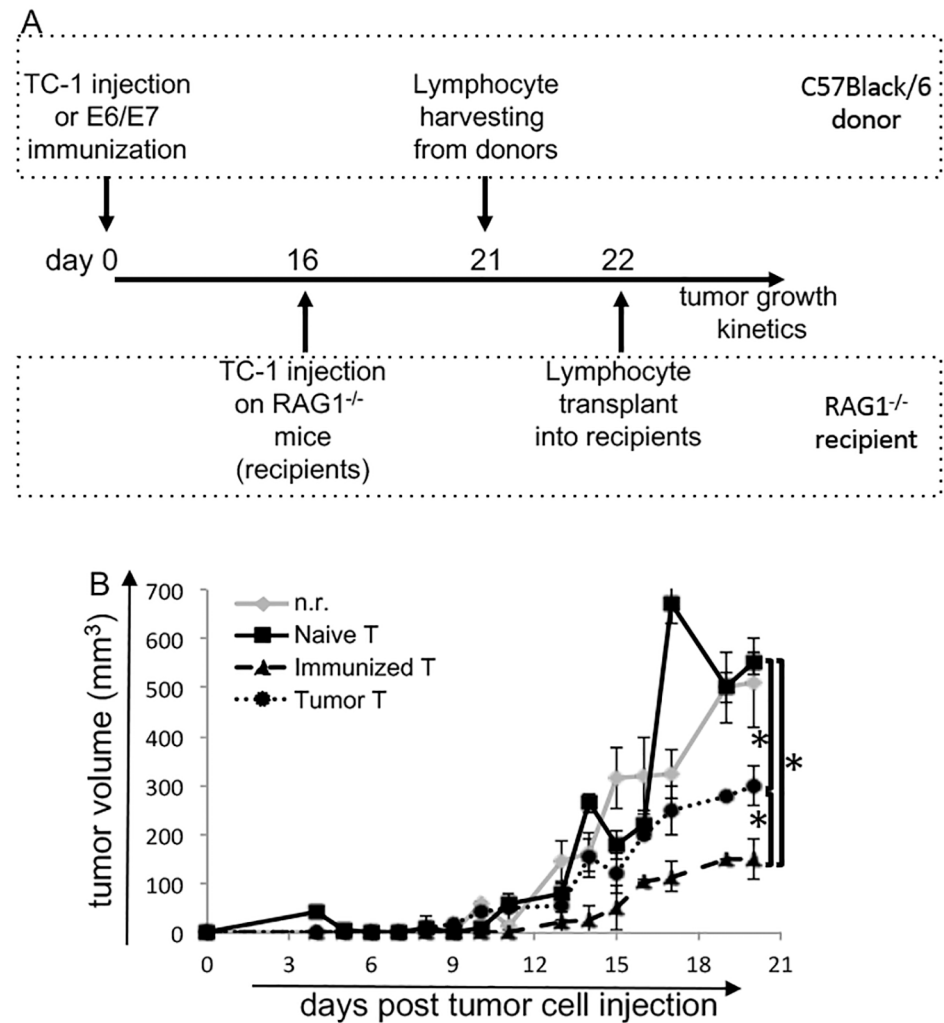 A
TC-1 injection
or E6/E7
immunization
Lymphocyte
harvesting
from donors
C57Black/6
donor
day 0
16
21
22
tumor growth
kinetics
TC-1 injection
on RAG1-/-
mice
(recipients)
Lymphocyte
transplant
into recipients
RAG1-/-
recipient
B
tumor volume (mm3)
700
600
500
400
300
200
100
0
n.r.
Naive T
Immunized T
Tumor T
*
*
*
0 3 6 9 12 15 18 21
days post tumor cell injection